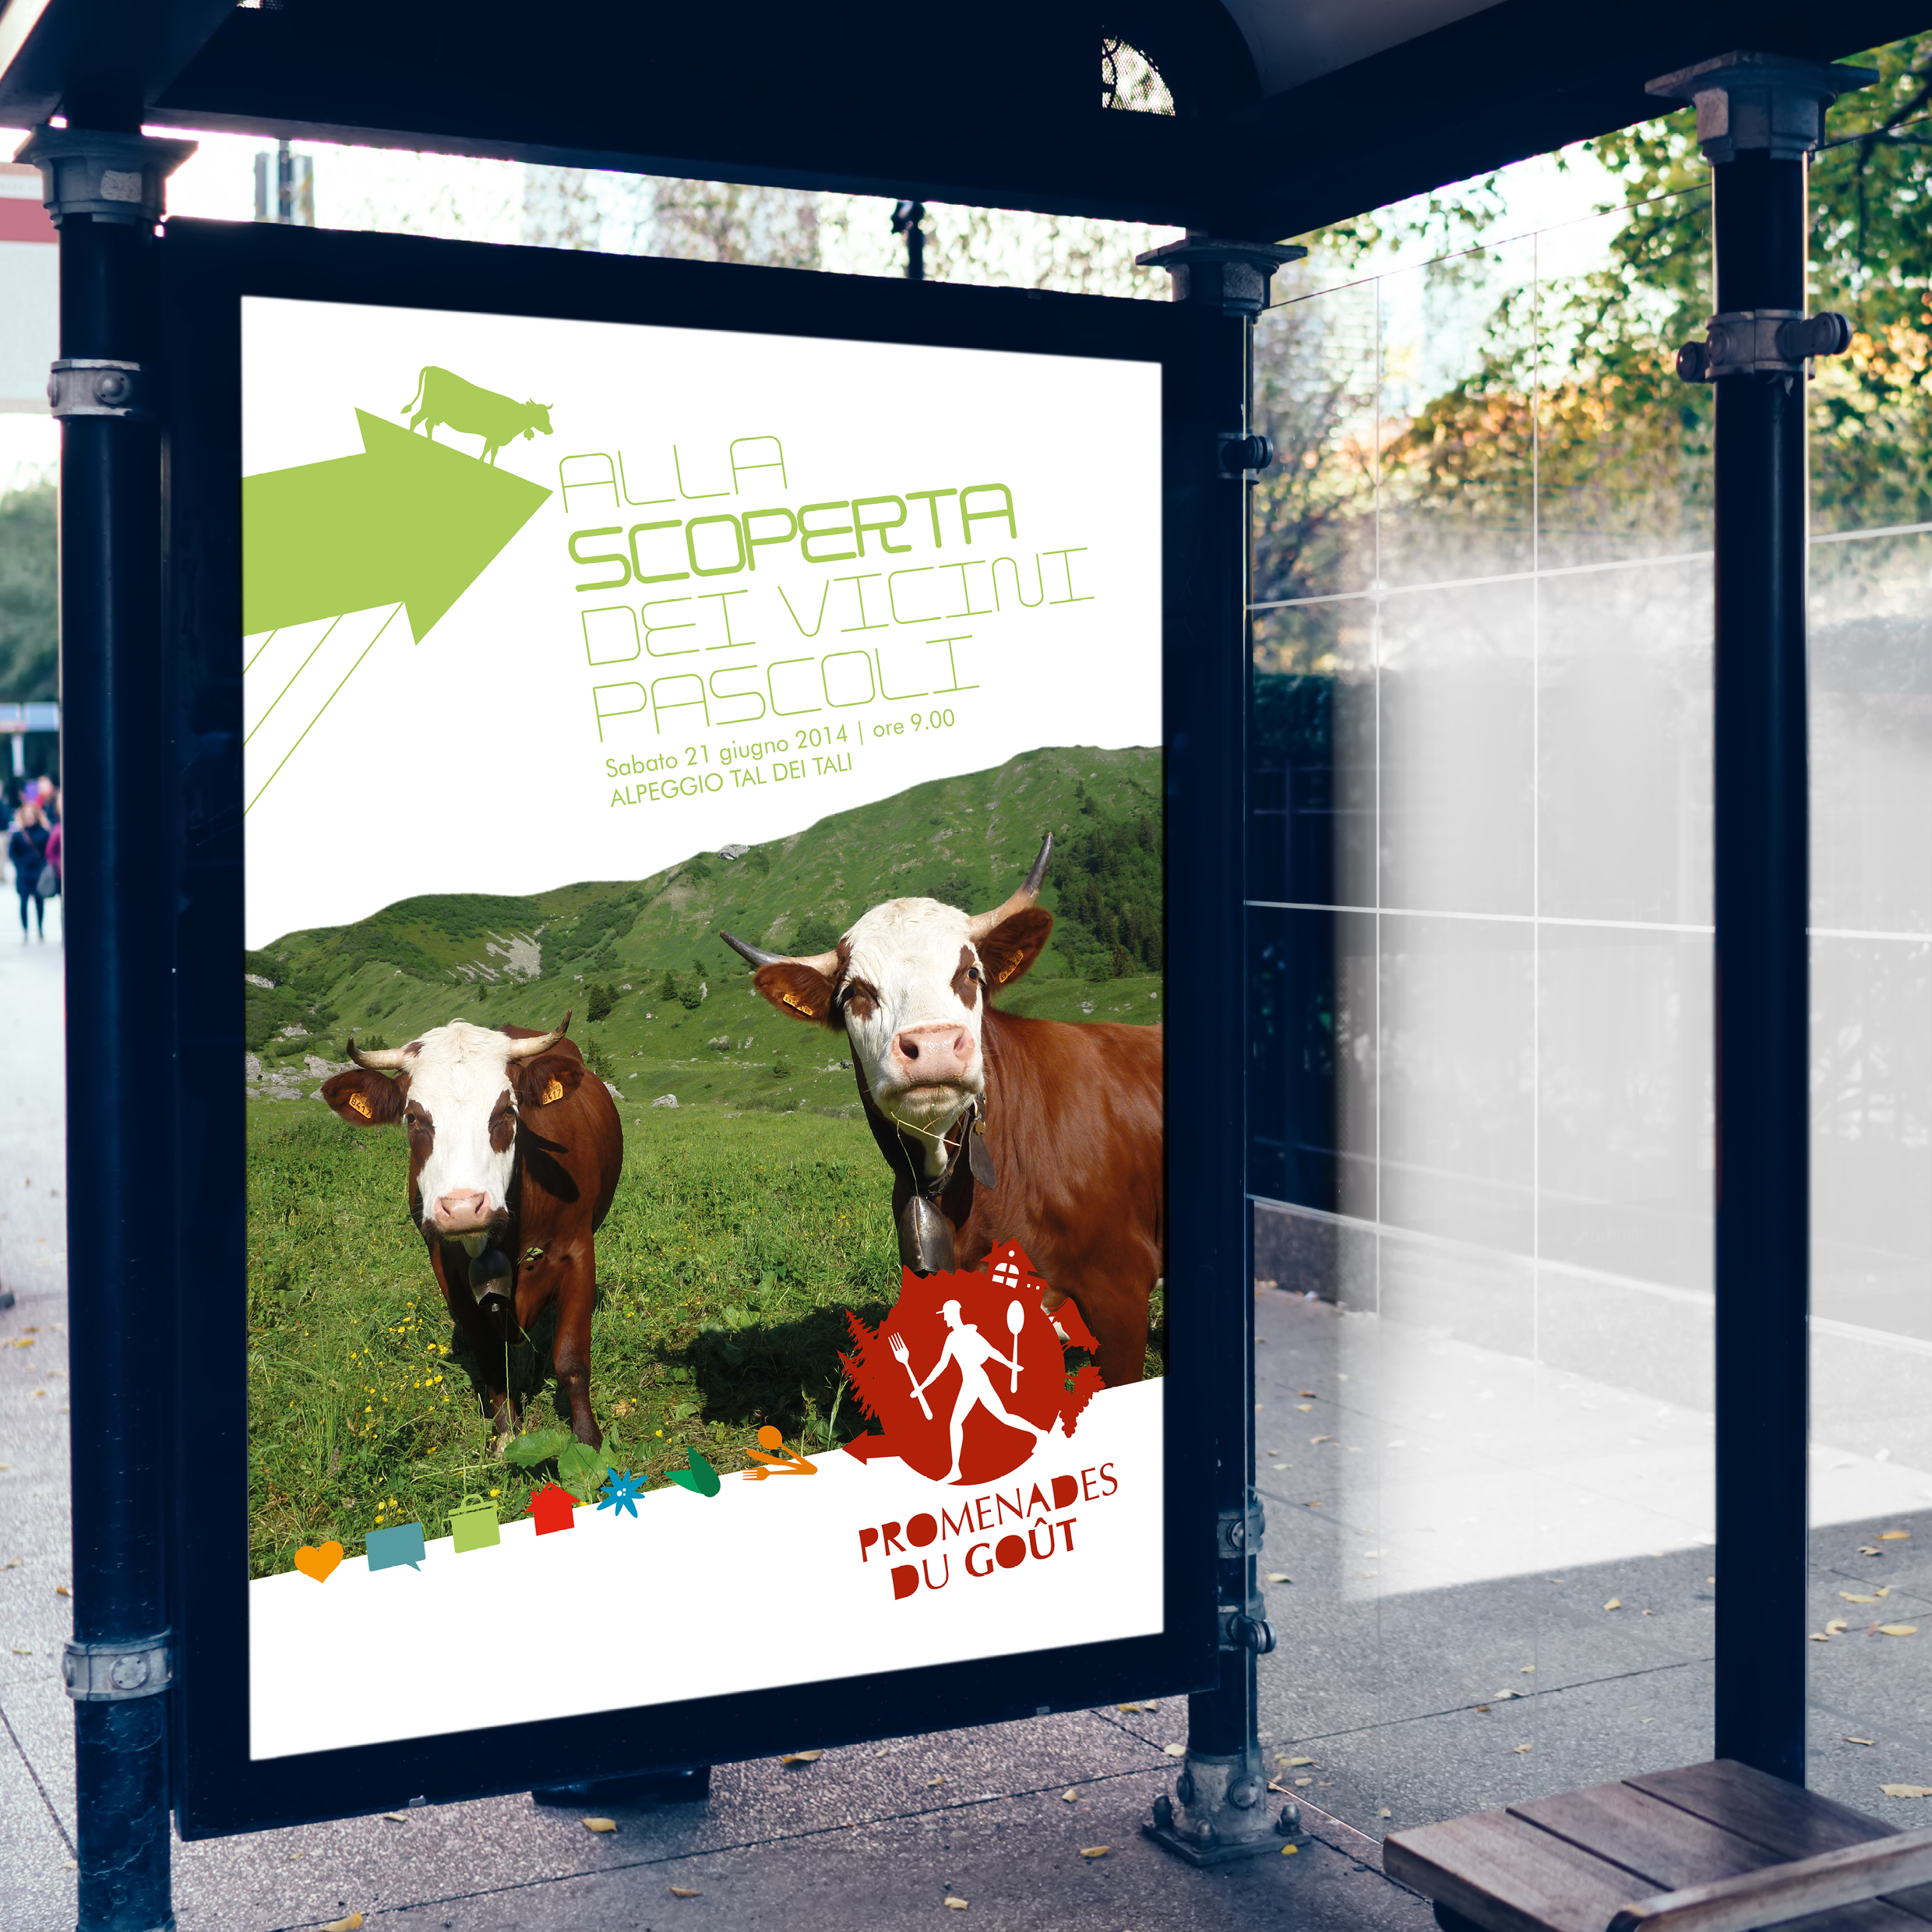 ALLA
SCOPERTA
DEI VICINI
PASCOLI
Sabato 21 giugno 2014 | ore 9.00
ALPEGGIO TAL DEI TALI
PROMENADES
DU GOÛT